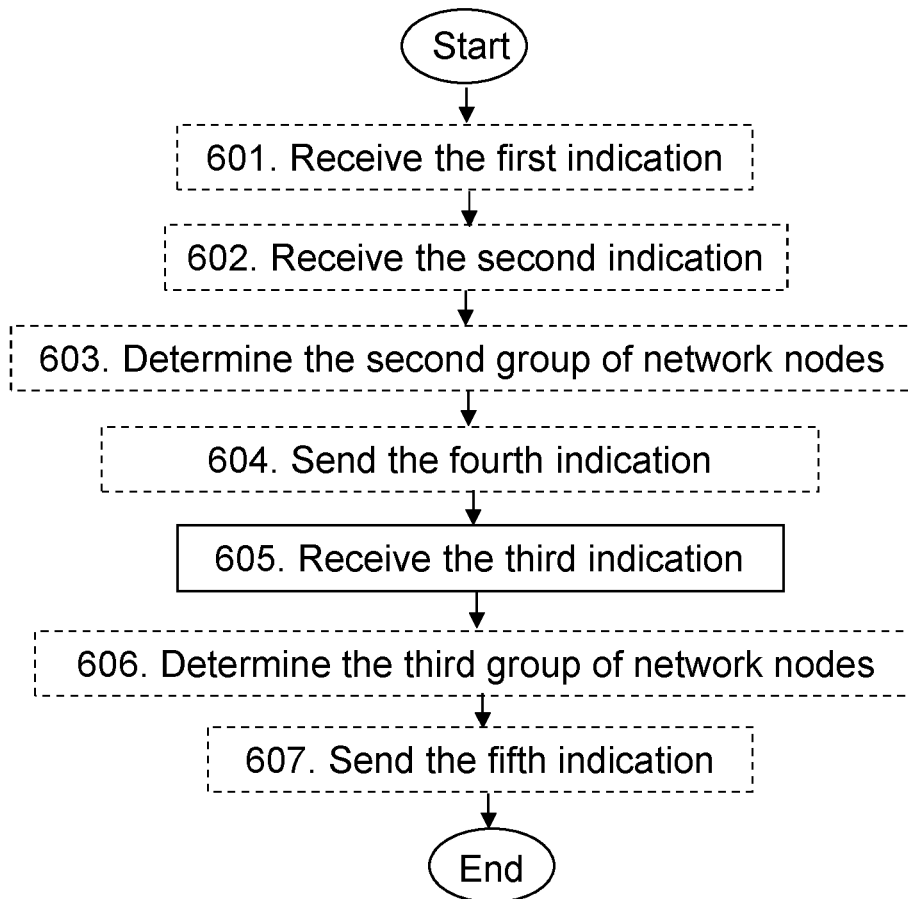 Start
601. Receive the first indication
602. Receive the second indication
603. Determine the second group of network nodes
604. Send the fourth indication
605. Receive the third indication
606. Determine the third group of network nodes
607. Send the fifth indication
End